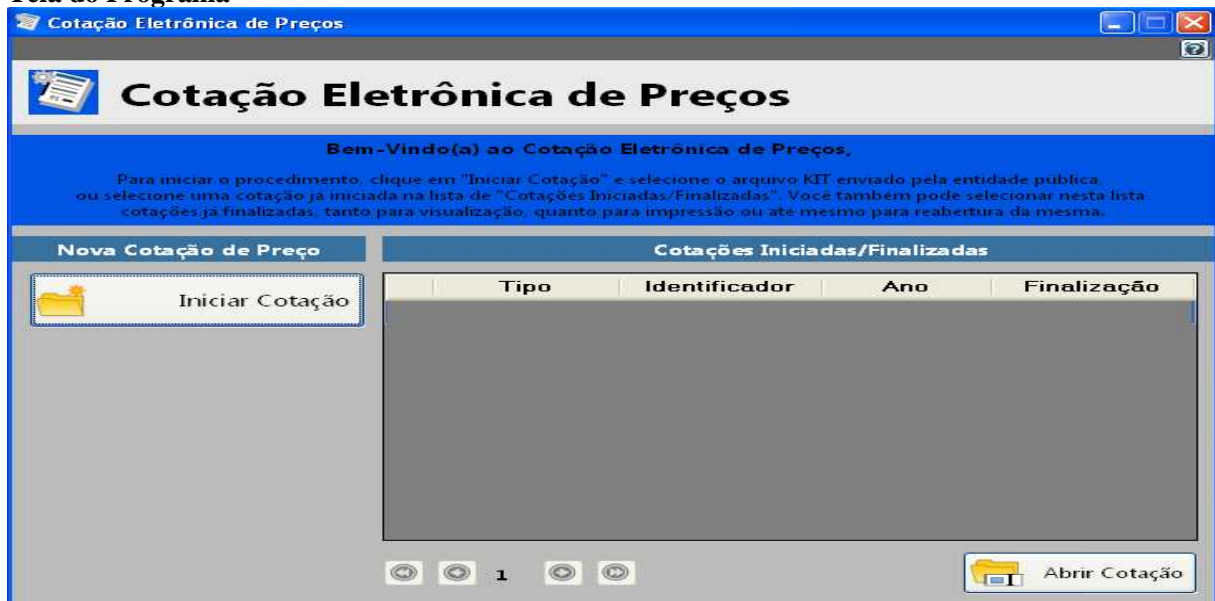 Tela do Programa
Cotação Eletrônica de Preços
Cotação Eletrônica de Preços
Bem-Vindo(a) ao Cotação Eletrônica de Preços,
Para iniciar o procedimento, clique em "Iniciar Cotação" e selecione o arquivo KIT enviado pela entidade pública,
ou selecione uma cotação já iniciada na lista de "Cotações Iniciadas/Finalizadas". Você também pode selecionar nesta lista
cotações já finalizadas, tanto para visualização, quanto para impressão ou até mesmo para reabertura da mesma.
Nova Cotação de Preço
Cotações Iniciadas/Finalizadas
Iniciar Cotação
Tipo Identificador Ano Finalização
1
Abrir Cotação